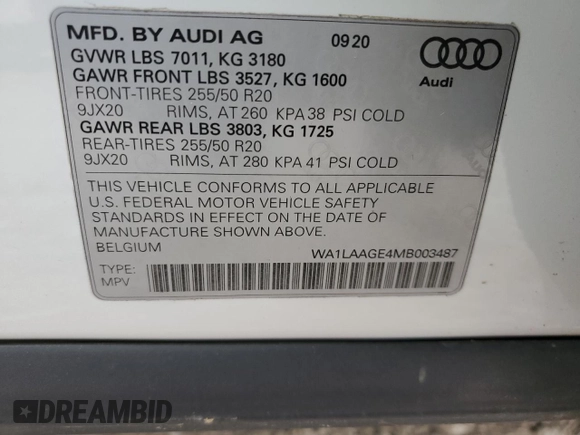 MFD. BY AUDI AG 0920
GVWR LBS 7011, KG 3180
GAWR FRONT LBS 3527, KG 1600
FRONT-TIRES 255/50 R20
9JX20 RIMS, AT 260 KPA 38 PSI COLD
GAWR REAR LBS 3803, KG 1725
REAR-TIRES 255/50 R20
9JX20 RIMS, AT 280 KPA 41 PSI COLD
Audi
THIS VEHICLE CONFORMS TO ALL APPLICABLE
U.S. FEDERAL MOTOR VEHICLE SAFETY
STANDARDS IN EFFECT ON THE DATE OF
MANUFACTURE SHOWN ABOVE.
BELGIUM WA1LAAGE4MB003487
TYPE:
MPV
DREAMBID